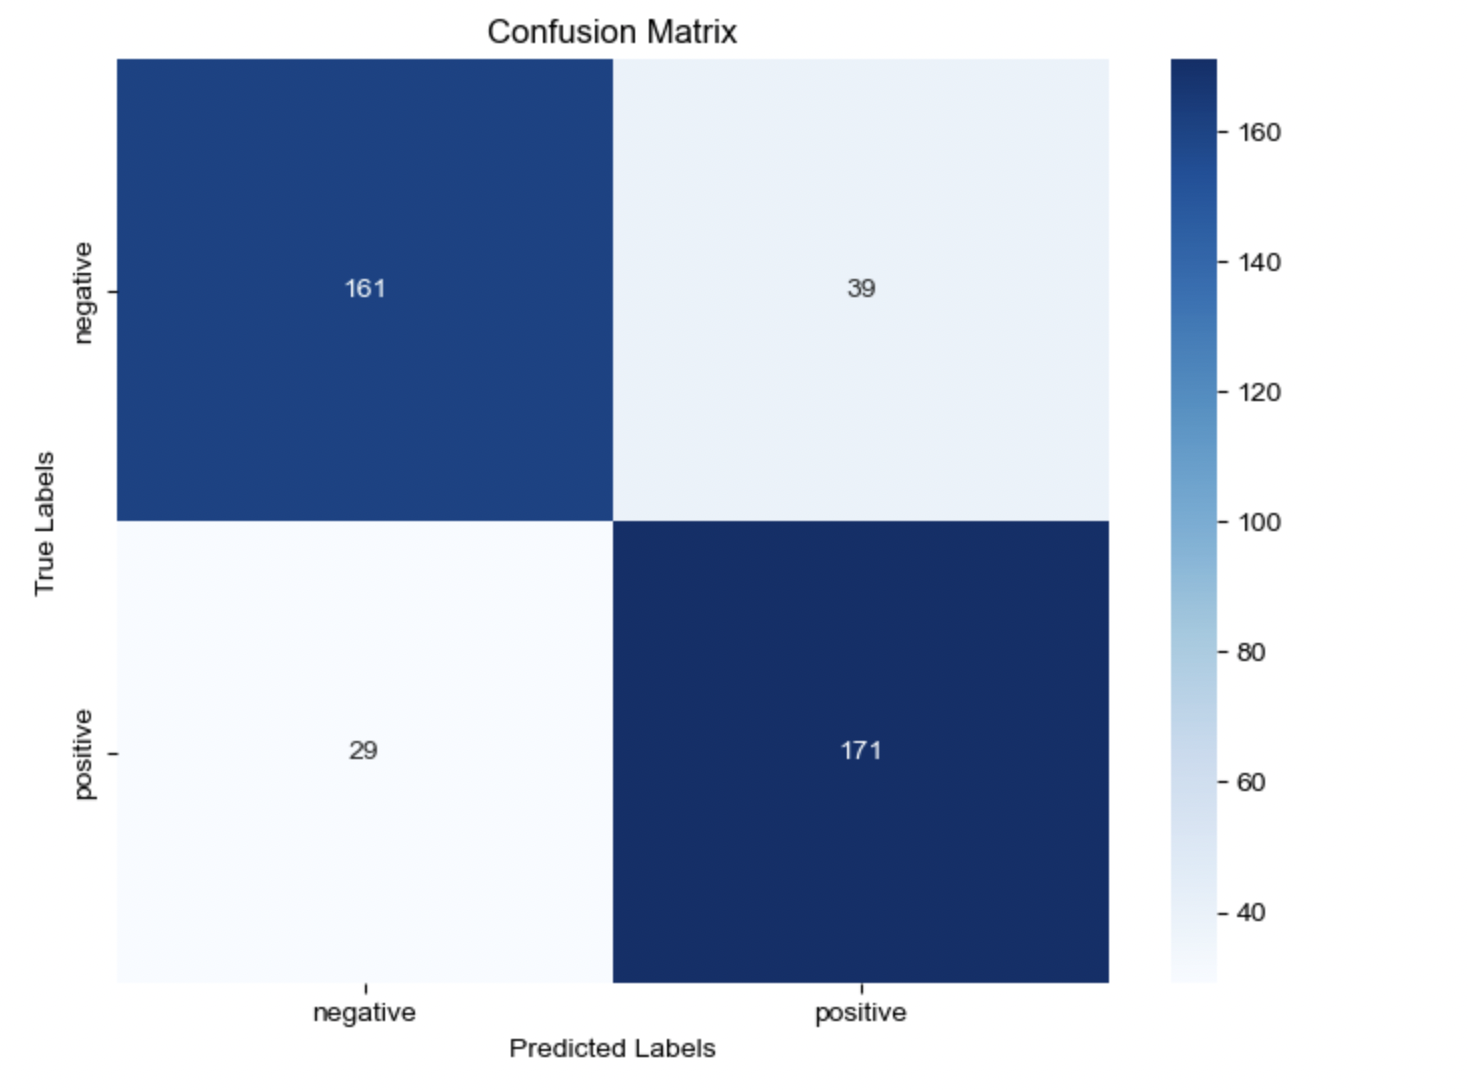 Confusion Matrix
True Labels
negative
positive
161
39
29
171
negative
positive
Predicted Labels
160
140
120
100
80
60
40